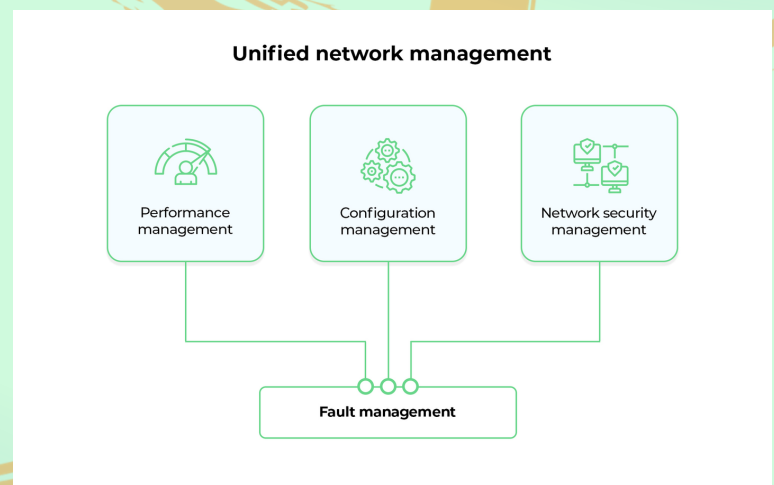 Unified network management
Performance
management
Configuration
management
Network security
management
Fault management